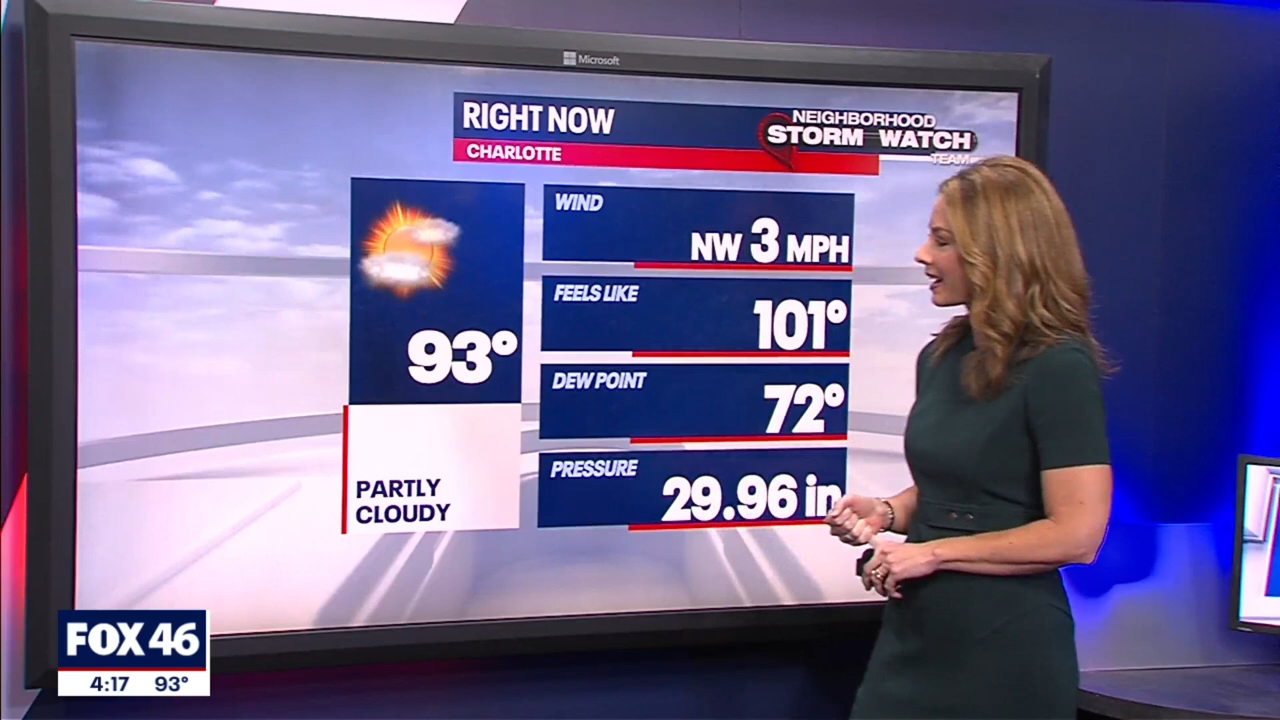 Microsoft
RIGHT NOW
CHARLOTTE
NEIGHBORHOOD
STORM WATCH
TEAM
93°
PARTLY
CLOUDY
WIND
NW 3 MPH
FEELS LIKE
101°
DEW POINT
72°
PRESSURE
29.96 in
FOX 46
4:17 93°